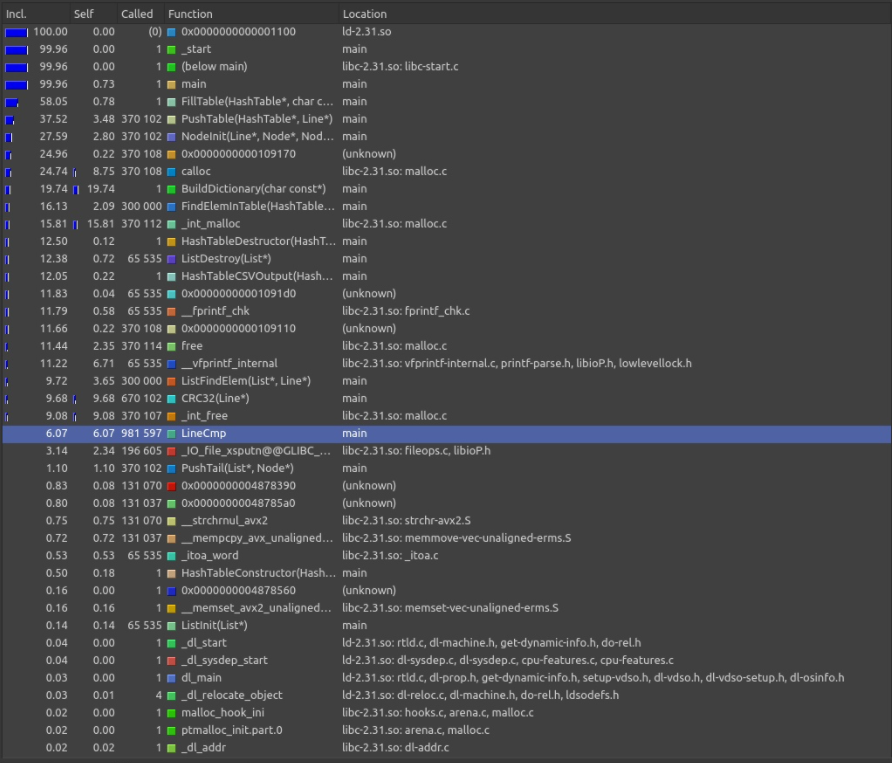 Incl. Self Called Function Location
100.00 0.00 (0) 0x0000000000001100 ld-2.31.so
99.96 0.00 1 _start main
99.96 0.00 1 (below main) libc-2.31.so: libc-start.c
99.96 0.73 1 main main
58.05 0.78 1 FillTable(HashTable*, char c... main
37.52 3.48 370 102 PushTable(HashTable*, Line*) main
27.59 2.80 370 102 NodeInit(Line*, Node*, Nod... main
24.96 0.22 370 108 0x0000000000109170 (unknown)
24.74 8.75 370 108 calloc libc-2.31.so: malloc.c
19.74 19.74 1 BuildDictionary(char const*) main
16.13 2.09 300 000 FindElemInTable(HashTable... main
15.81 15.81 370 112 _int_malloc libc-2.31.so: malloc.c
12.50 0.12 1 HashTableDestructor(HashT... main
12.38 0.72 65 535 ListDestroy(List*) main
12.05 0.22 1 HashTableCSVOutput(Hash... main
11.83 0.04 65 535 0x00000000001091d0 (unknown)
11.79 0.58 65 535 __fprintf_chk libc-2.31.so: fprintf_chk.c
11.66 0.22 370 108 0x0000000000109110 (unknown)
11.44 2.35 370 114 free libc-2.31.so: malloc.c
11.22 6.71 65 535 __vfprintf_internal libc-2.31.so: vfprintf-internal.c, printf-parse.h, libioP.h, lowlevellock.h
9.72 3.65 300 000 ListFindElem(List*, Line*) main
9.68 9.68 670 102 CRC32(Line*) main
9.08 9.08 370 107 _int_free libc-2.31.so: malloc.c
6.07 6.07 981 597 LineCmp main
3.14 2.34 196 605 _IO_file_xsputn@@GLIBC_... libc-2.31.so: fileops.c, libioP.h
1.10 1.10 370 102 PushTail(List*, Node*) main
0.83 0.08 131 070 0x0000000004878390 (unknown)
0.80 0.08 131 037 0x00000000048785a0 (unknown)
0.75 0.75 131 070 __strchrnul_avx2 libc-2.31.so: strchr-avx2.S
0.72 0.72 131 037 __mempcpy_avx_unaligned... libc-2.31.so: memmove-vec-unaligned-erms.S
0.53 0.53 65 535 _itoa_word libc-2.31.so: _itoa.c
0.50 0.18 1 HashTableConstructor(Hash... main
0.16 0.00 1 0x0000000004878560 (unknown)
0.16 0.16 1 __memset_avx2_unaligned... libc-2.31.so: memset-vec-unaligned-erms.S
0.14 0.14 65 535 ListInit(List*) main
0.04 0.00 1 _dl_start ld-2.31.so: rtld.c, dl-machine.h, get-dynamic-info.h, do-rel.h
0.04 0.00 1 _dl_sysdep_start ld-2.31.so: dl-sysdep.c, dl-sysdep.c, cpu-features.c, cpu-features.c
0.03 0.00 1 dl_main ld-2.31.so: rtld.c, dl-prop.h, get-dynamic-info.h, setup-vdso.h, dl-vdso.h, dl-vdso-setup.h, dl-osinfo.h
0.03 0.01 4 _dl_relocate_object ld-2.31.so: dl-reloc.c, dl-machine.h, do-rel.h, ldsodefs.h
0.02 0.00 1 malloc_hook_ini libc-2.31.so: hooks.c, arena.c, malloc.c
0.02 0.00 1 ptmalloc_init.part.0 libc-2.31.so: arena.c, malloc.c
0.02 0.02 1 _dl_addr libc-2.31.so: dl-addr.c